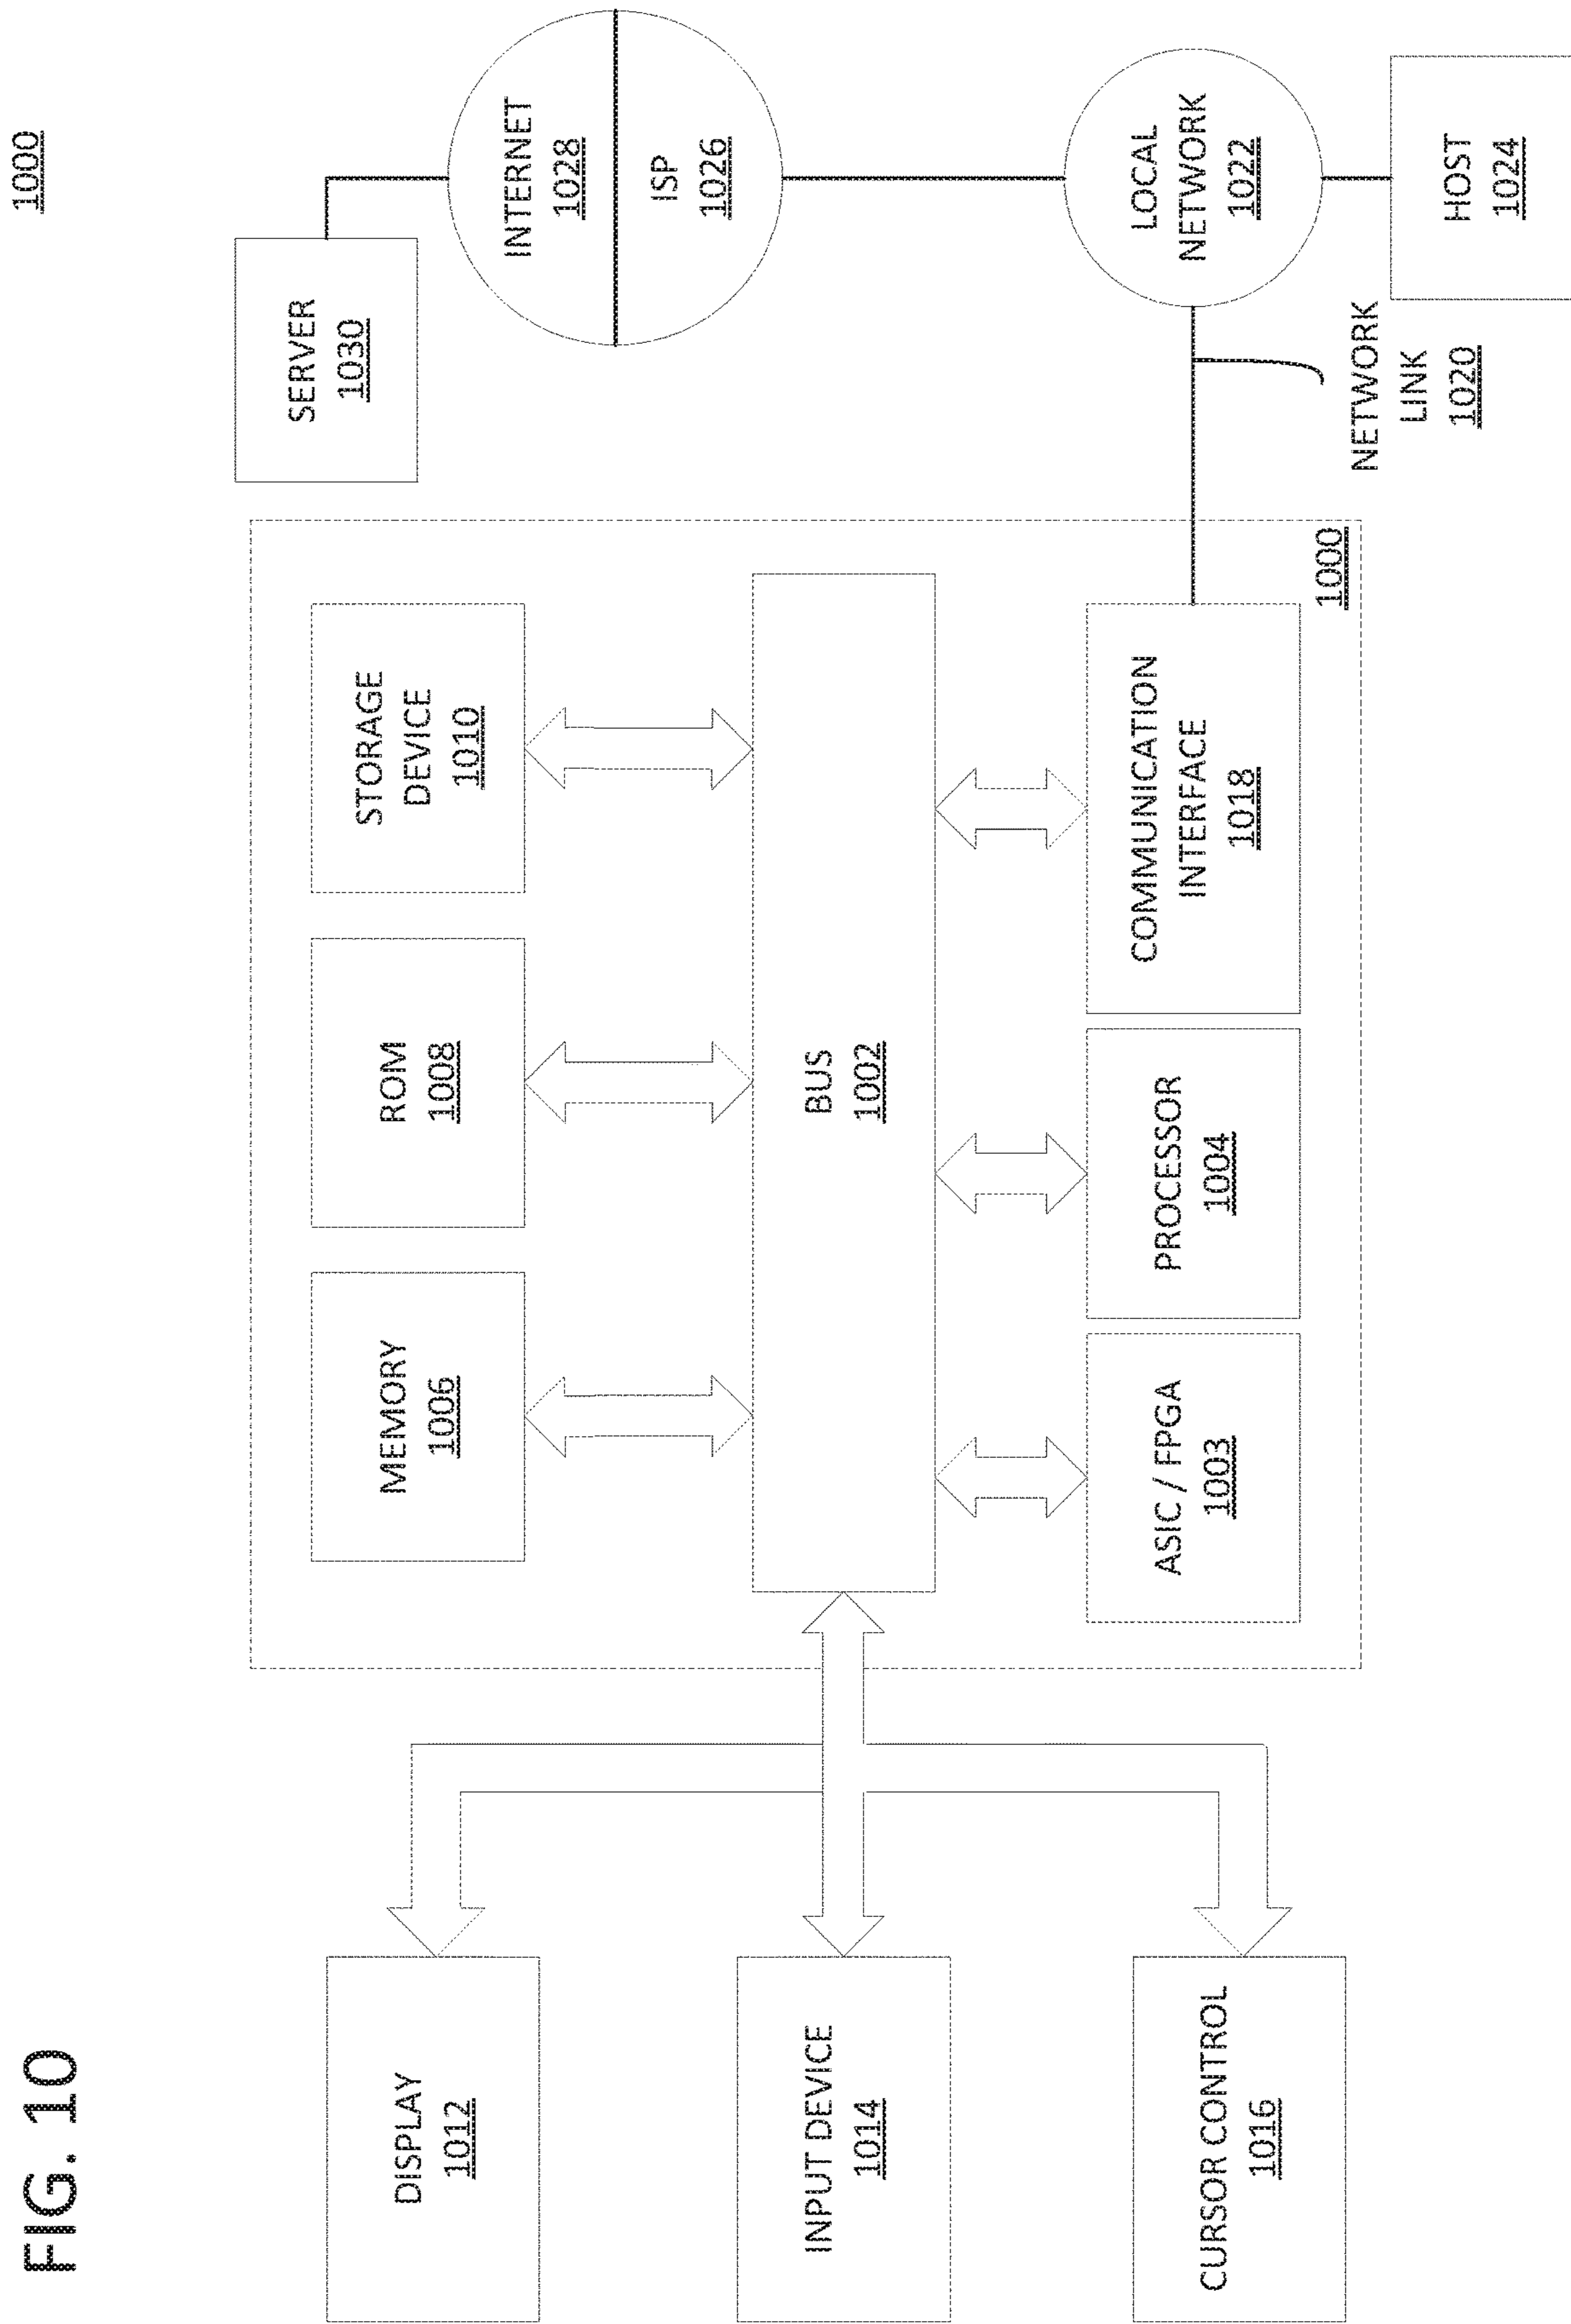 FIG. 10
1000
DISPLAY
1012
INPUT DEVICE
1014
CURSOR CONTROL
1016
MEMORY
1006
ROM
1008
STORAGE
DEVICE
1010
BUS
1002
ASIC / FPGA
1003
PROCESSOR
1004
COMMUNICATION
INTERFACE
1018
1000
SERVER
1030
INTERNET
1028
ISP
1026
LOCAL
NETWORK
1022
NETWORK
LINK
1020
HOST
1024